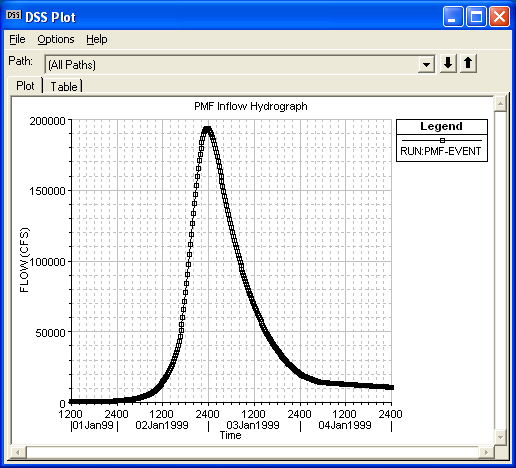 DSS DSS Plot
File Options Help
Path: (All Paths)
Plot Table
PMF Inflow Hydrograph
Legend
RUN:PMF-EVENT
FLOW (CFS)
200000
150000
100000
50000
0
1200 2400 1200 2400 1200 2400 1200 2400
|01Jan99| 02Jan1999 | 03Jan1999 | 04Jan1999 |
Time